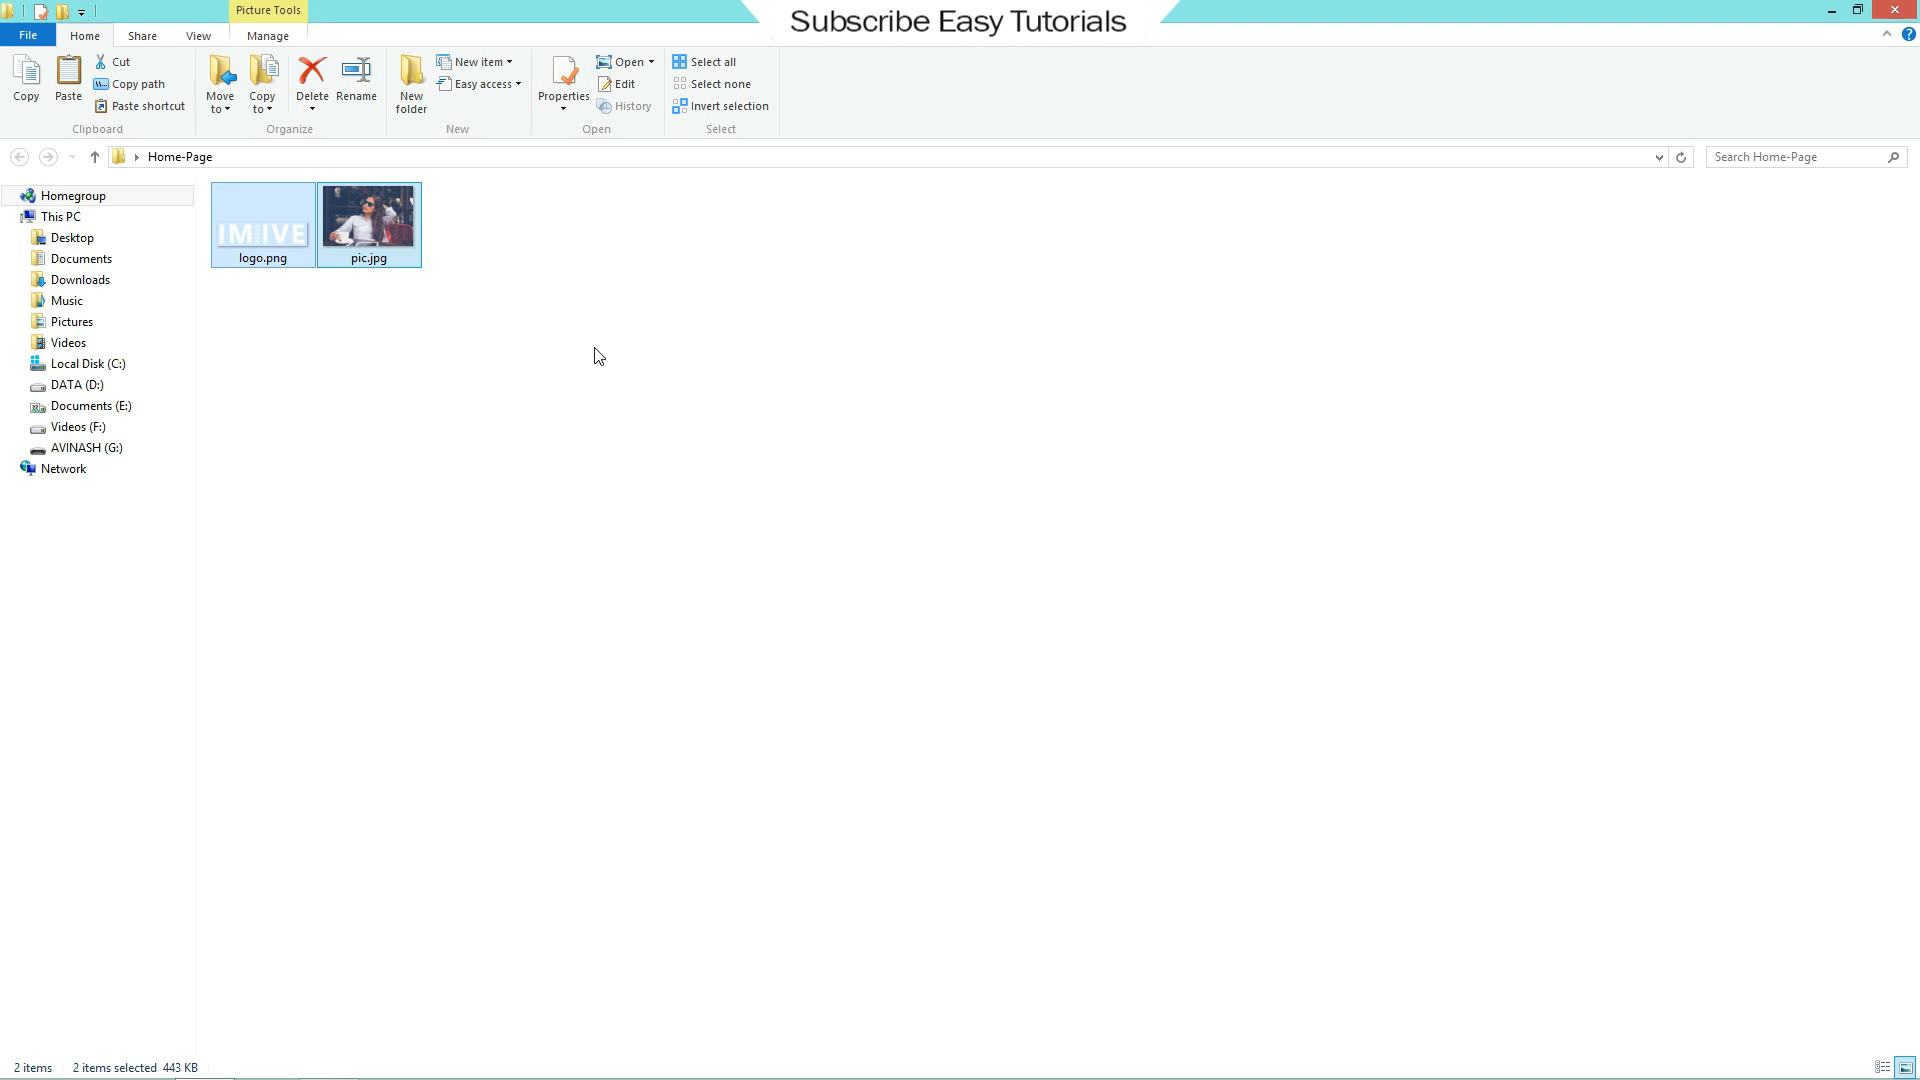 Picture Tools
Subscribe Easy Tutorials
File
Home
Share
View
Manage
Copy
Paste
Cut
Copy path
Paste shortcut
Clipboard
Move to
Copy to
Delete
Rename
Organize
New folder
New item
Easy access
New
Properties
Open
Edit
History
Open
Select all
Select none
Invert selection
Select
Home-Page
Search Home-Page
Homegroup
This PC
Desktop
Documents
Downloads
Music
Pictures
Videos
Local Disk (C:)
DATA (D:)
Documents (E:)
Videos (F:)
AVINASH (G:)
Network
logo.png
pic.jpg
2 items
2 items selected 443 KB